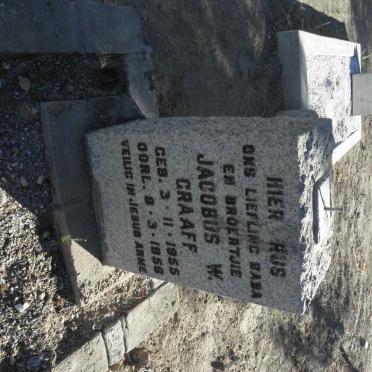 HIER RUS
ONS LIEFLING BABA
EN BROERTJIE
JACOBUS W.
GRAAFF
GEB. 3. 11. 1955
OORL. 8. 3. 1956
VEILIG IN JESUS ARME